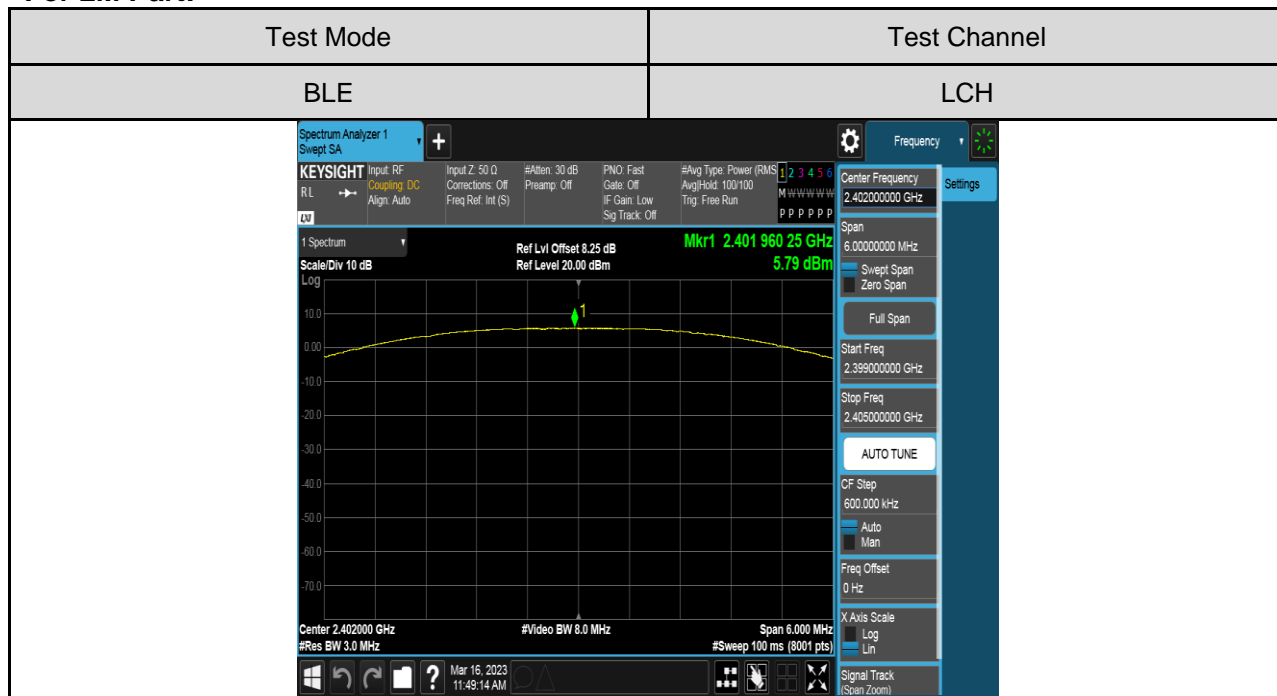 Test Mode
Test Channel
BLE
LCH
Spectrum Analyzer 1
Swept SA
Frequency
KEYSIGHT
RL
LXI
Input: RF
Coupling: DC
Align: Auto
Input Z: 50 Ω
Corrections: Off
Freq Ref: Int (S)
#Atten: 30 dB
Preamp: Off
PNO: Fast
Gate: Off
IF Gain: Low
Sig Track: Off
#Avg Type: Power (RMS
Avg|Hold: 100/100
Trig: Free Run
1 2 3 4 5 6
M W W W W W
P P P P P P
1 Spectrum
Scale/Div 10 dB
Log
Ref Lvl Offset 8.25 dB
Ref Level 20.00 dBm
Mkr1 2.401 960 25 GHz
5.79 dBm
1
10.0
0.00
-10.0
-20.0
-30.0
-40.0
-50.0
-60.0
-70.0
Center 2.402000 GHz
#Res BW 3.0 MHz
#Video BW 8.0 MHz
Span 6.000 MHz
#Sweep 100 ms (8001 pts)
?
Mar 16, 2023
11:49:14 AM
Center Frequency
2.402000000 GHz
Settings
Span
6.00000000 MHz
Swept Span
Zero Span
Full Span
Start Freq
2.399000000 GHz
Stop Freq
2.405000000 GHz
AUTO TUNE
CF Step
600.000 kHz
Auto
Man
Freq Offset
0 Hz
X Axis Scale
Log
Lin
Signal Track
(Span Zoom)